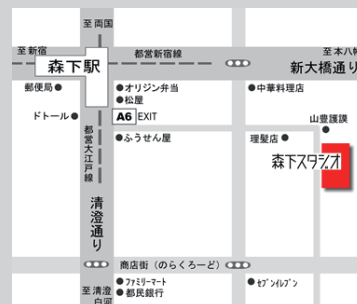 至両国
至新宿
都営新宿線
至本八幡
森下駅
新大橋通り
郵便局
オリジン弁当
松屋
中華料理店
ドトール
A6 EXIT
山豊護謨
都営大江戸線
ふうせん屋
理髪店
森下スタジオ
清澄通り
商店街（のらくろーど）
至清澄
白河
ファミリーマート
都民銀行
セブンイレブン